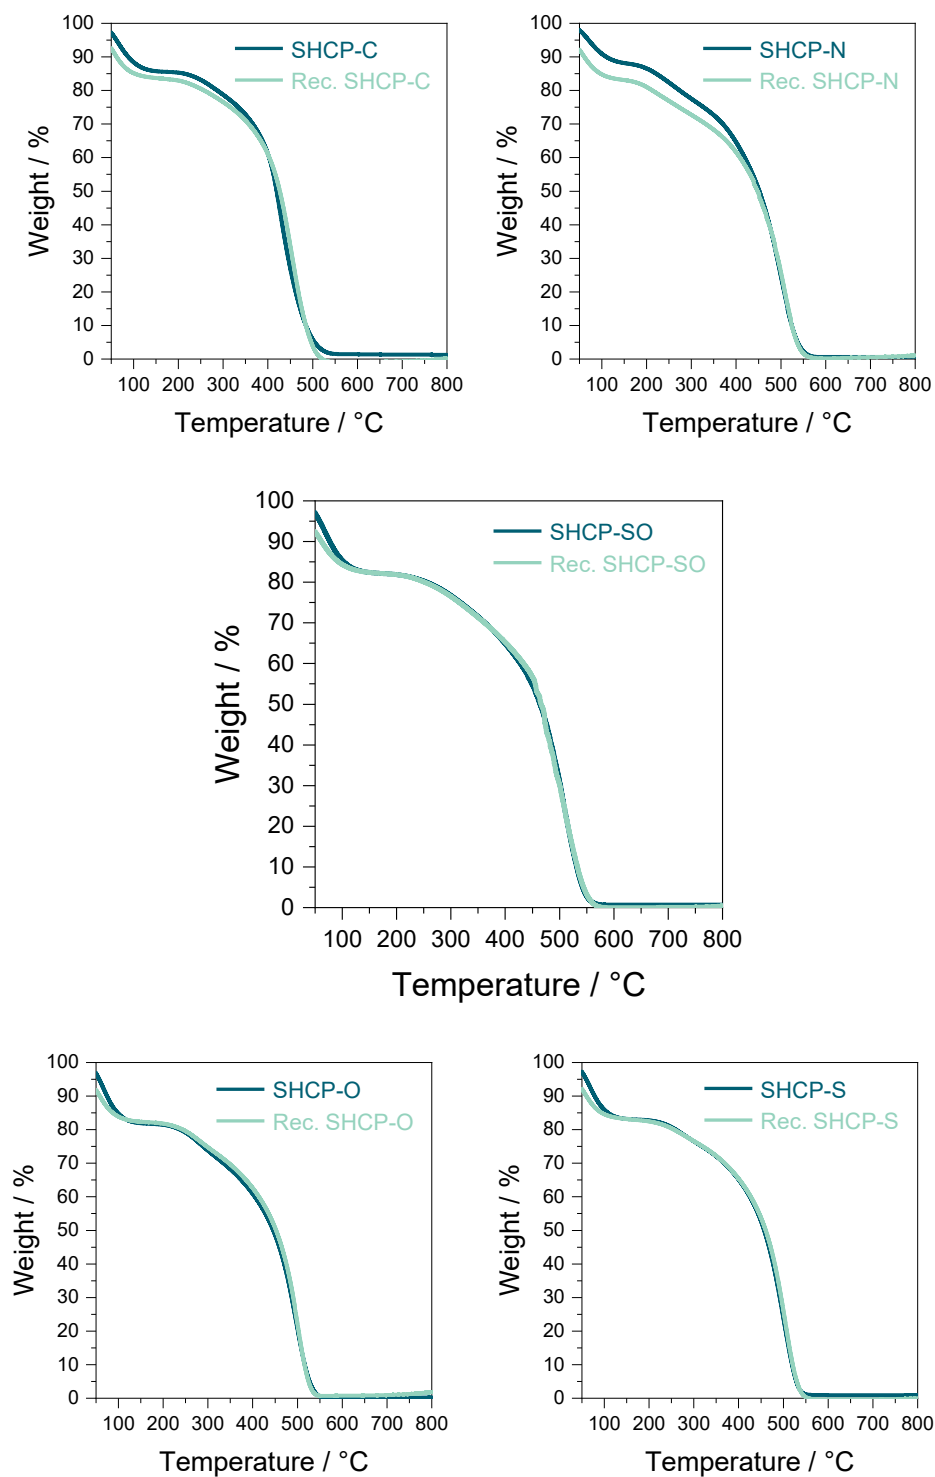 100
90
80
70
60
50
40
30
20
10
0
Weight / %
SHCP-C
Rec. SHCP-C
100 200 300 400 500 600 700 800
Temperature / °C
100
90
80
70
60
50
40
30
20
10
0
Weight / %
SHCP-N
Rec. SHCP-N
100 200 300 400 500 600 700 800
Temperature / °C
100
90
80
70
60
50
40
30
20
10
0
Weight / %
SHCP-SO
Rec. SHCP-SO
100 200 300 400 500 600 700 800
Temperature / °C
100
90
80
70
60
50
40
30
20
10
0
Weight / %
SHCP-O
Rec. SHCP-O
100 200 300 400 500 600 700 800
Temperature / °C
100
90
80
70
60
50
40
30
20
10
0
Weight / %
SHCP-S
Rec. SHCP-S
100 200 300 400 500 600 700 800
Temperature / °C